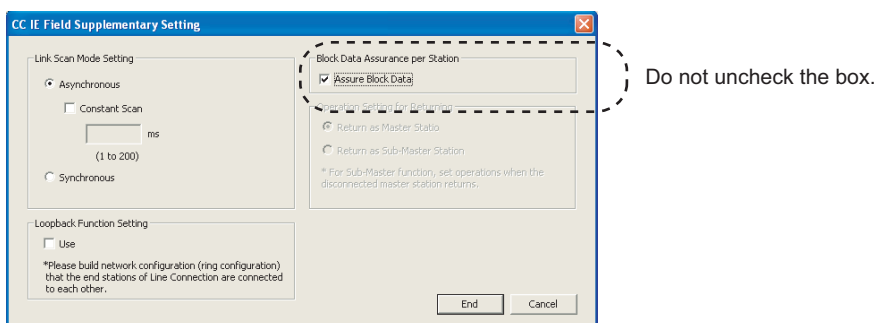 CC IE Field Supplementary Setting
Link Scan Mode Setting
Asynchronous
Constant Scan
ms
(1 to 200)
Synchronous
Loopback Function Setting
Use
*Please build network configuration (ring configuration)
that the end stations of Line Connection are connected
to each other.
Block Data Assurance per Station
Assure Block Data
Operation Setting for Returning
Return as Master Statio
Return as Sub-Master Station
* For Sub-Master function, set operations when the
disconnected master station returns.
End
Cancel
Do not uncheck the box.